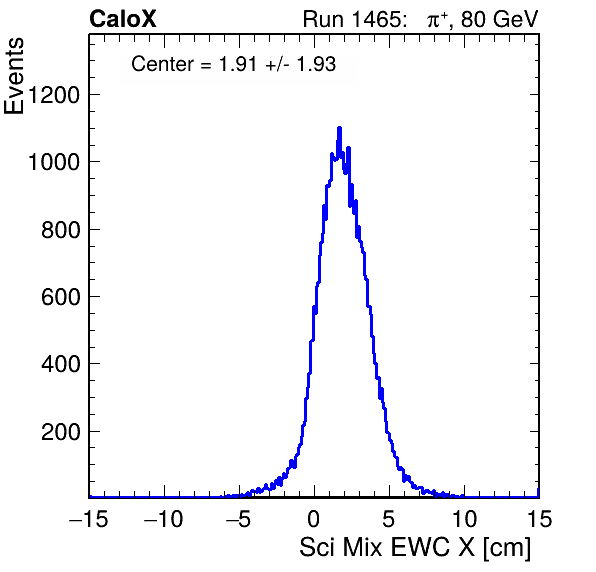 CaloX Run 1465: π⁺, 80 GeV
Center = 1.91 +/- 1.93
Events
1200
1000
800
600
400
200
−15 −10 −5 0 5 10 15
Sci Mix EWC X [cm]